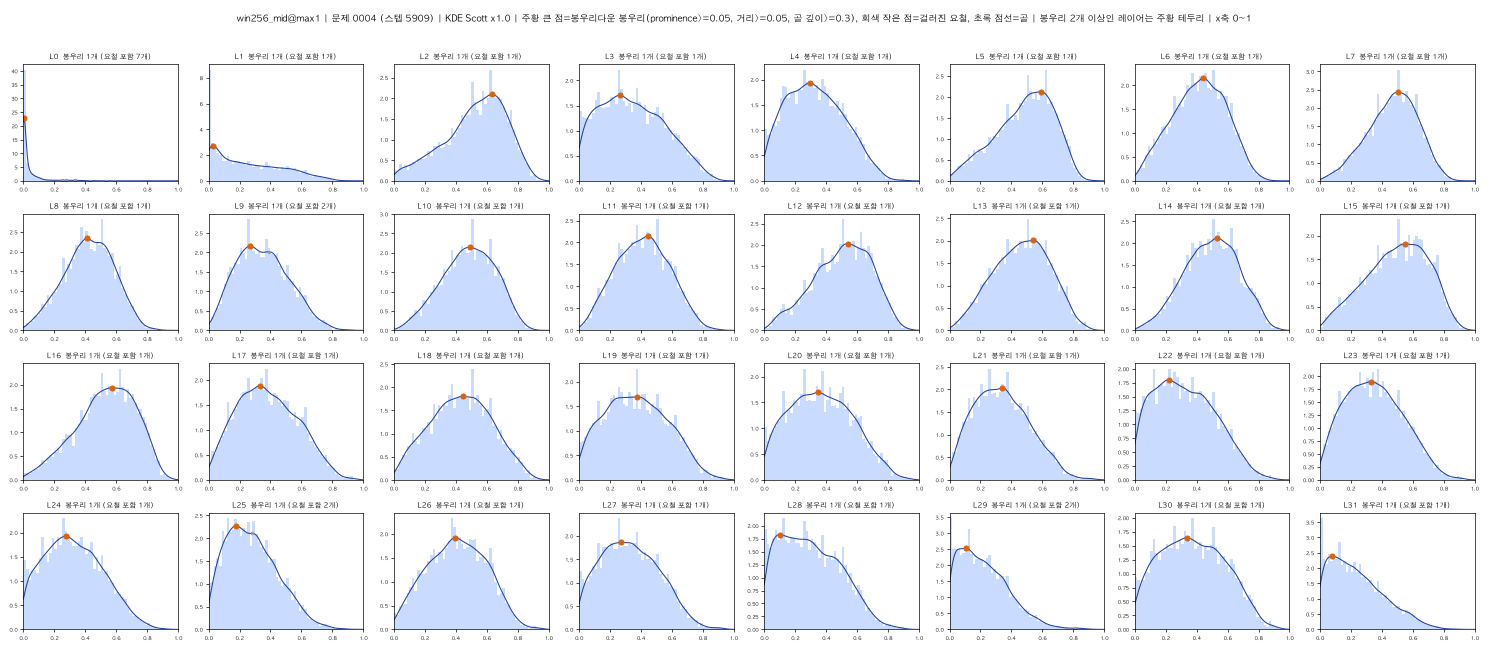 win256_mid@max1 | 문제 0004 (스텝 5909) | KDE Scott x1.0 | 주황 큰 점=봉우리다운 봉우리(prominence>=0.05, 거리>=0.05, 골 깊이>=0.3), 회색 작은 점=걸러진 요철, 초록 점선=골 | 봉우리 2개 이상인 레이어는 주황 테두리 | x축 0~1
L0 봉우리 1개 (요철 포함 7개)
L1 봉우리 1개 (요철 포함 1개)
L2 봉우리 1개 (요철 포함 1개)
L3 봉우리 1개 (요철 포함 1개)
L4 봉우리 1개 (요철 포함 1개)
L5 봉우리 1개 (요철 포함 1개)
L6 봉우리 1개 (요철 포함 1개)
L7 봉우리 1개 (요철 포함 1개)
L8 봉우리 1개 (요철 포함 1개)
L9 봉우리 1개 (요철 포함 2개)
L10 봉우리 1개 (요철 포함 1개)
L11 봉우리 1개 (요철 포함 1개)
L12 봉우리 1개 (요철 포함 1개)
L13 봉우리 1개 (요철 포함 1개)
L14 봉우리 1개 (요철 포함 1개)
L15 봉우리 1개 (요철 포함 1개)
L16 봉우리 1개 (요철 포함 1개)
L17 봉우리 1개 (요철 포함 1개)
L18 봉우리 1개 (요철 포함 1개)
L19 봉우리 1개 (요철 포함 1개)
L20 봉우리 1개 (요철 포함 1개)
L21 봉우리 1개 (요철 포함 1개)
L22 봉우리 1개 (요철 포함 1개)
L23 봉우리 1개 (요철 포함 1개)
L24 봉우리 1개 (요철 포함 1개)
L25 봉우리 1개 (요철 포함 2개)
L26 봉우리 1개 (요철 포함 1개)
L27 봉우리 1개 (요철 포함 1개)
L28 봉우리 1개 (요철 포함 1개)
L29 봉우리 1개 (요철 포함 2개)
L30 봉우리 1개 (요철 포함 1개)
L31 봉우리 1개 (요철 포함 1개)